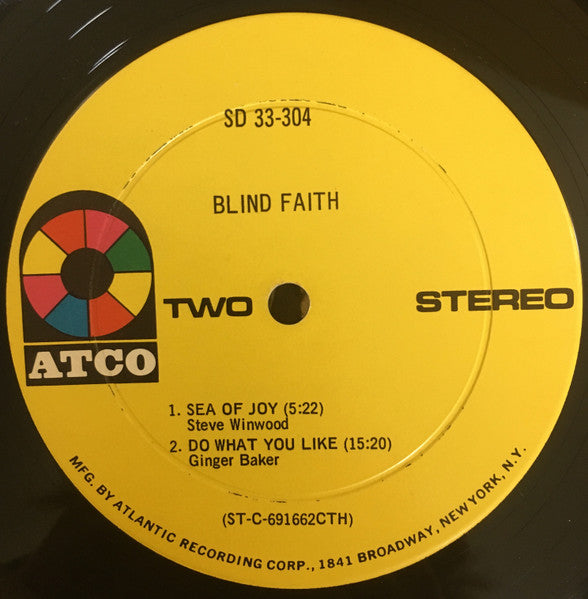 SD 33-304
BLIND FAITH
ATCO
TWO
STEREO
1. SEA OF JOY (5:22)
Steve Winwood
2. DO WHAT YOU LIKE (15:20)
Ginger Baker
(ST-C-691662CTH)
MFG. BY ATLANTIC RECORDING CORP., 1841 BROADWAY, NEW YORK, N.Y.